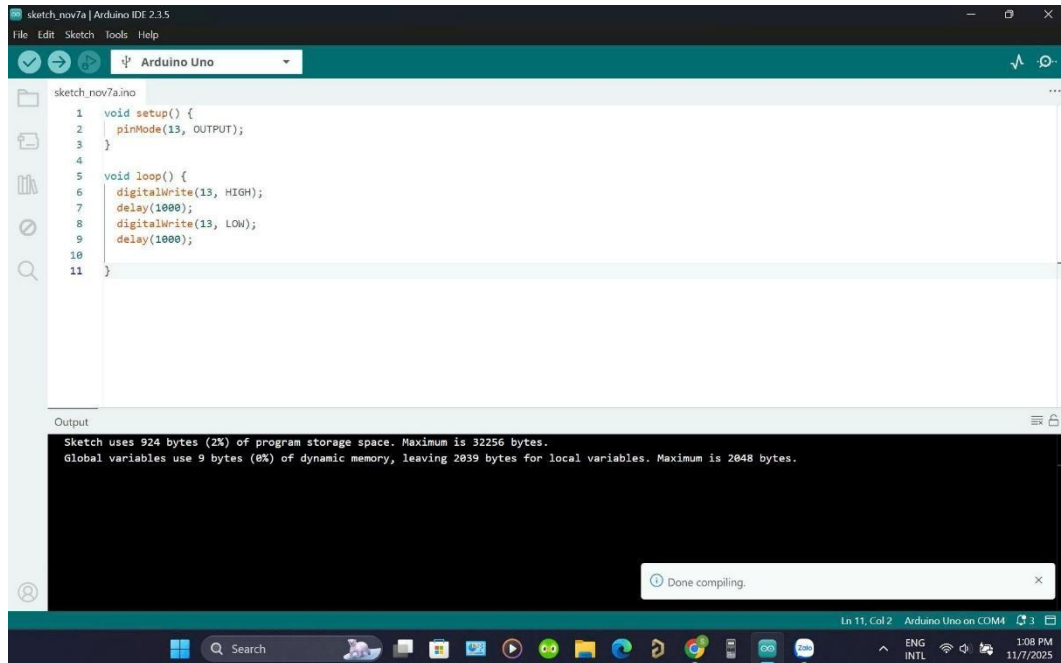 sketch_nov7a | Arduino IDE 2.3.5
File Edit Sketch Tools Help
Arduino Uno
sketch_nov7a.ino
1 void setup() {
2 pinMode(13, OUTPUT);
3 }
4
5 void loop() {
6 digitalWrite(13, HIGH);
7 delay(1000);
8 digitalWrite(13, LOW);
9 delay(1000);
10
11 }
Output
Sketch uses 924 bytes (2%) of program storage space. Maximum is 32256 bytes.
Global variables use 9 bytes (0%) of dynamic memory, leaving 2039 bytes for local variables. Maximum is 2048 bytes.
Done compiling.
Ln 11, Col 2 Arduino Uno on COM4 3
Search
Zalo
ENG
INTL
1:08 PM
11/7/2025